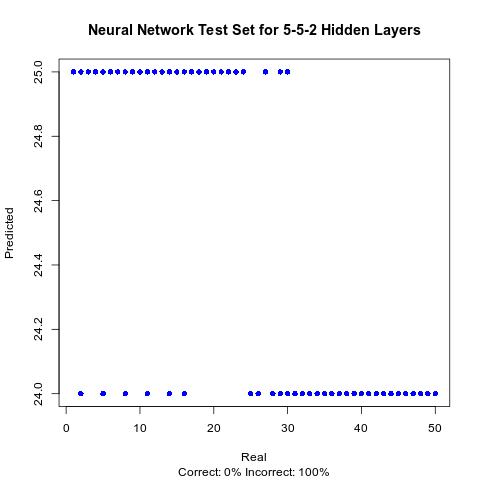 Neural Network Test Set for 5-5-2 Hidden Layers
25.0
24.8
24.6
24.4
24.2
24.0
Predicted
0 10 20 30 40 50
Real
Correct: 0% Incorrect: 100%